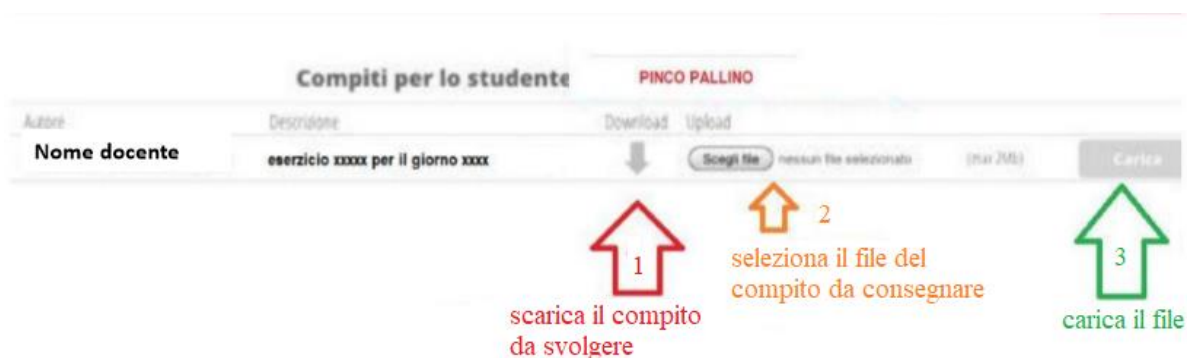 Compiti per lo studente PINCO PALLINO
Autore Descrizione Download Upload
Nome docente eserzicio xxxxx per il giorno xxxx Scegli file nessun file selezionato (max 2Mb) Carica
1 2 3
seleziona il file del
compito da consegnare
scarica il compito
da svolgere
carica il file